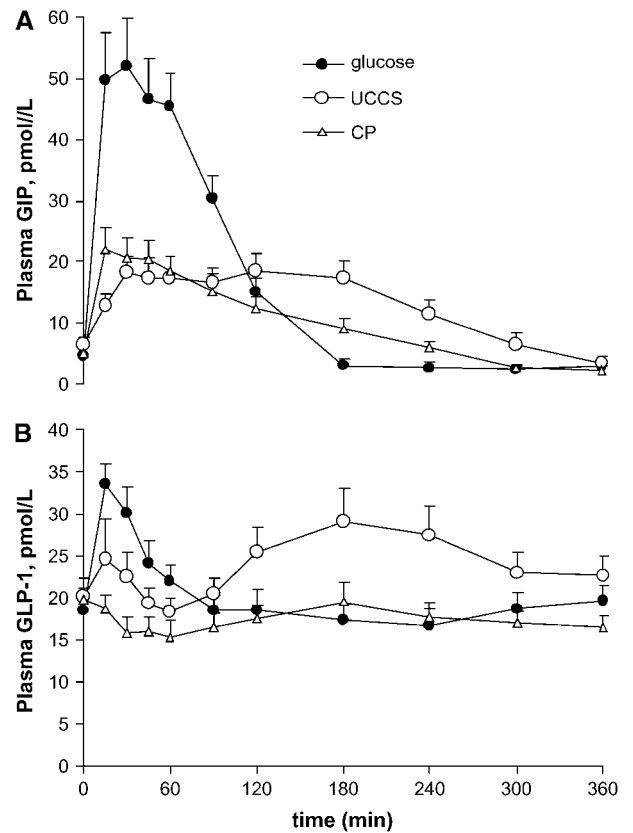 A
60
50
40
30
20
10
0
Plasma GIP, pmol//L
glucose
UCCS
CP
B
40
35
30
25
20
15
10
5
0
Plasma GLP-1, pmol/L
0 60 120 180 240 300 360
time (min)